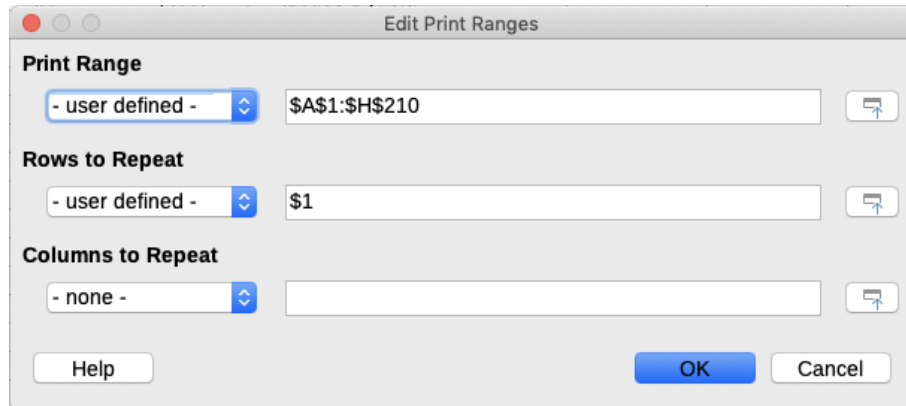 Edit Print Ranges
Print Range
- user defined -
$A$1:$H$210
Rows to Repeat
- user defined -
$1
Columns to Repeat
- none -
Help
OK
Cancel